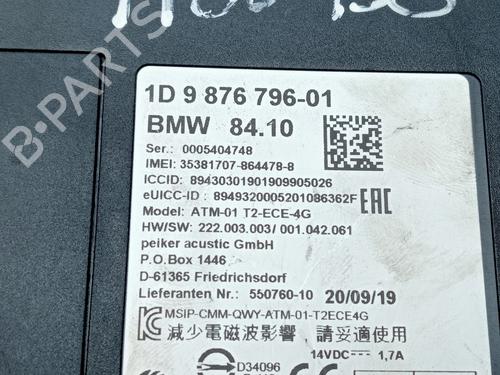 1D 9 876 796-01
BMW 84.10
Ser.: 0005404748
IMEI: 35381707-864478-8
ICCID: 89430301901909905026
eUICC-ID : 89493200052010863​62F
Model: ATM-01 T2-ECE-4G
HW/SW: 222.003.003/ 001.042.061
peiker acustic GmbH
P.O.Box 1446
D-61365 Friedrichsdorf
Lieferanten Nr.: 550760-10 20/09/19
MSIP-CMM-QWY-ATM-01-T2ECE4G
減少電磁波影響，請妥適使用
14VDC 1,7A
D34096
EAC
B-Parts